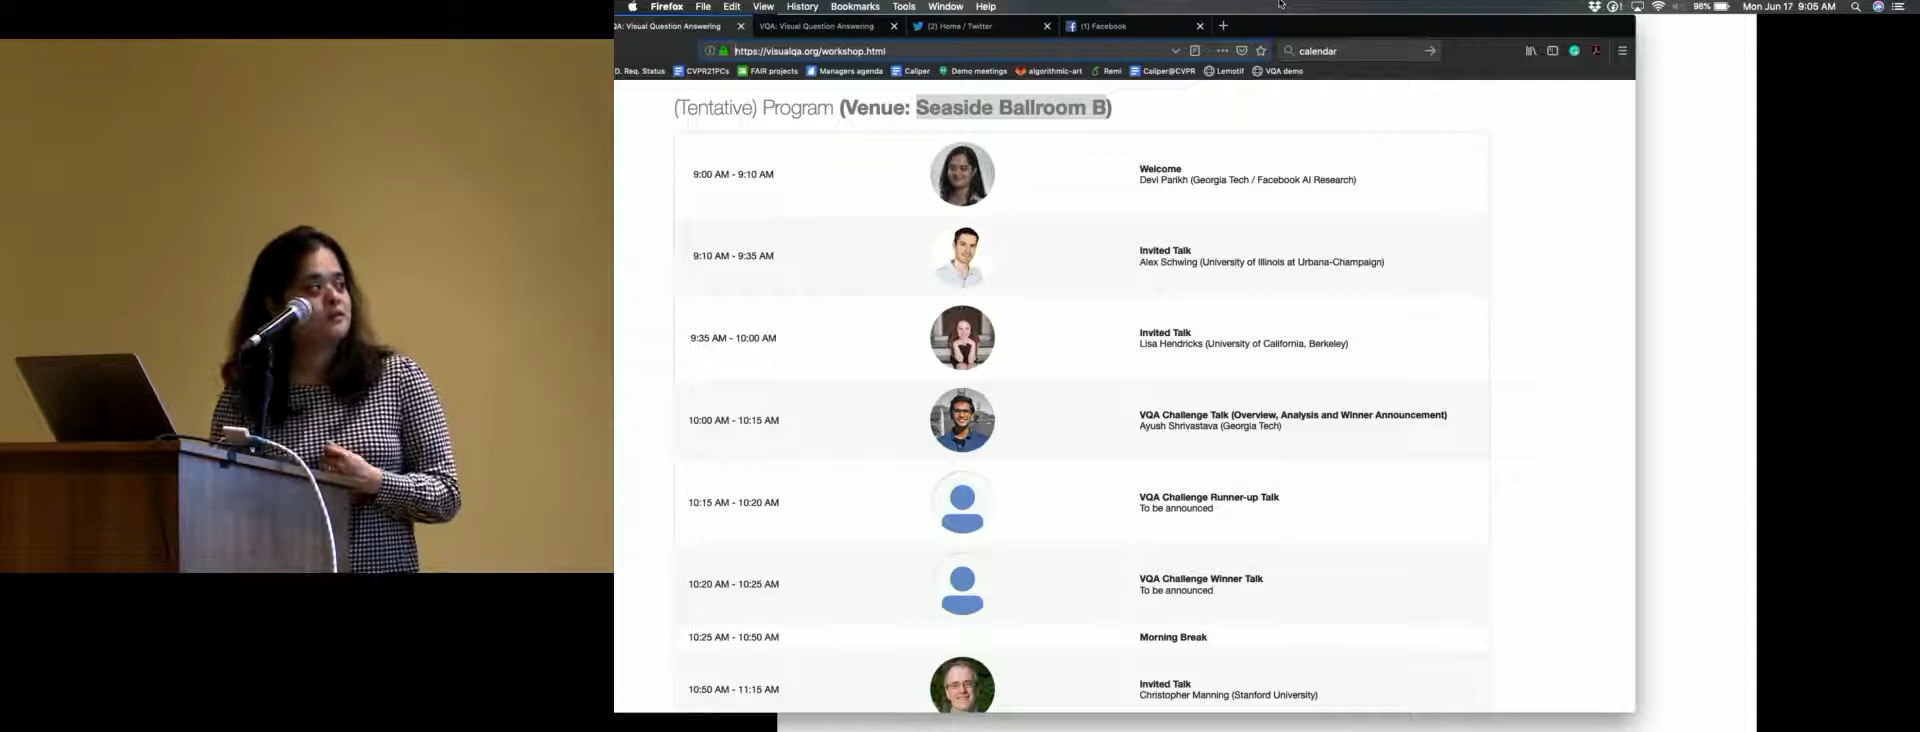 Firefox File Edit View History Bookmarks Tools Window Help
98% Mon Jun 17 9:05 AM
QA: Visual Question Answering
VQA: Visual Question Answering
(2) Home / Twitter
(1) Facebook
https://visualqa.org/workshop.html
calendar
D. Req. Status CVPR21PCs FAIR projects Managers agenda Caliper Demo meetings algorithmic-art Remi Caliper@CVPR Lemotif VQA demo
(Tentative) Program (Venue: Seaside Ballroom B)
9:00 AM - 9:10 AM
Welcome
Devi Parikh (Georgia Tech / Facebook AI Research)
9:10 AM - 9:35 AM
Invited Talk
Alex Schwing (University of Illinois at Urbana-Champaign)
9:35 AM - 10:00 AM
Invited Talk
Lisa Hendricks (University of California, Berkeley)
10:00 AM - 10:15 AM
VQA Challenge Talk (Overview, Analysis and Winner Announcement)
Ayush Shrivastava (Georgia Tech)
10:15 AM - 10:20 AM
VQA Challenge Runner-up Talk
To be announced
10:20 AM - 10:25 AM
VQA Challenge Winner Talk
To be announced
10:25 AM - 10:50 AM
Morning Break
10:50 AM - 11:15 AM
Invited Talk
Christopher Manning (Stanford University)